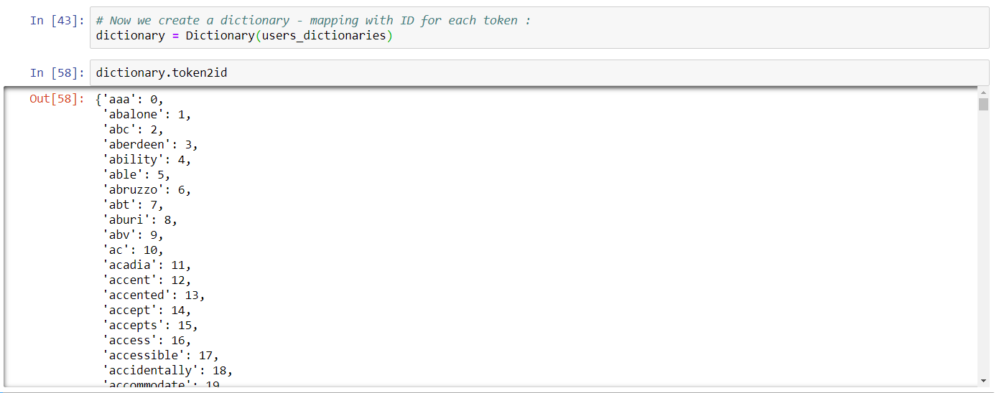 In [43]: # Now we create a dictionary - mapping with ID for each token :
dictionary = Dictionary(users_dictionaries)
In [58]: dictionary.token2id
Out[58]: {'aaa': 0,
'abalone': 1,
'abc': 2,
'aberdeen': 3,
'ability': 4,
'able': 5,
'abruzzo': 6,
'abt': 7,
'aburi': 8,
'abv': 9,
'ac': 10,
'acadia': 11,
'accent': 12,
'accented': 13,
'accept': 14,
'accepts': 15,
'access': 16,
'accessible': 17,
'accidentally': 18,
'accommodate': 19